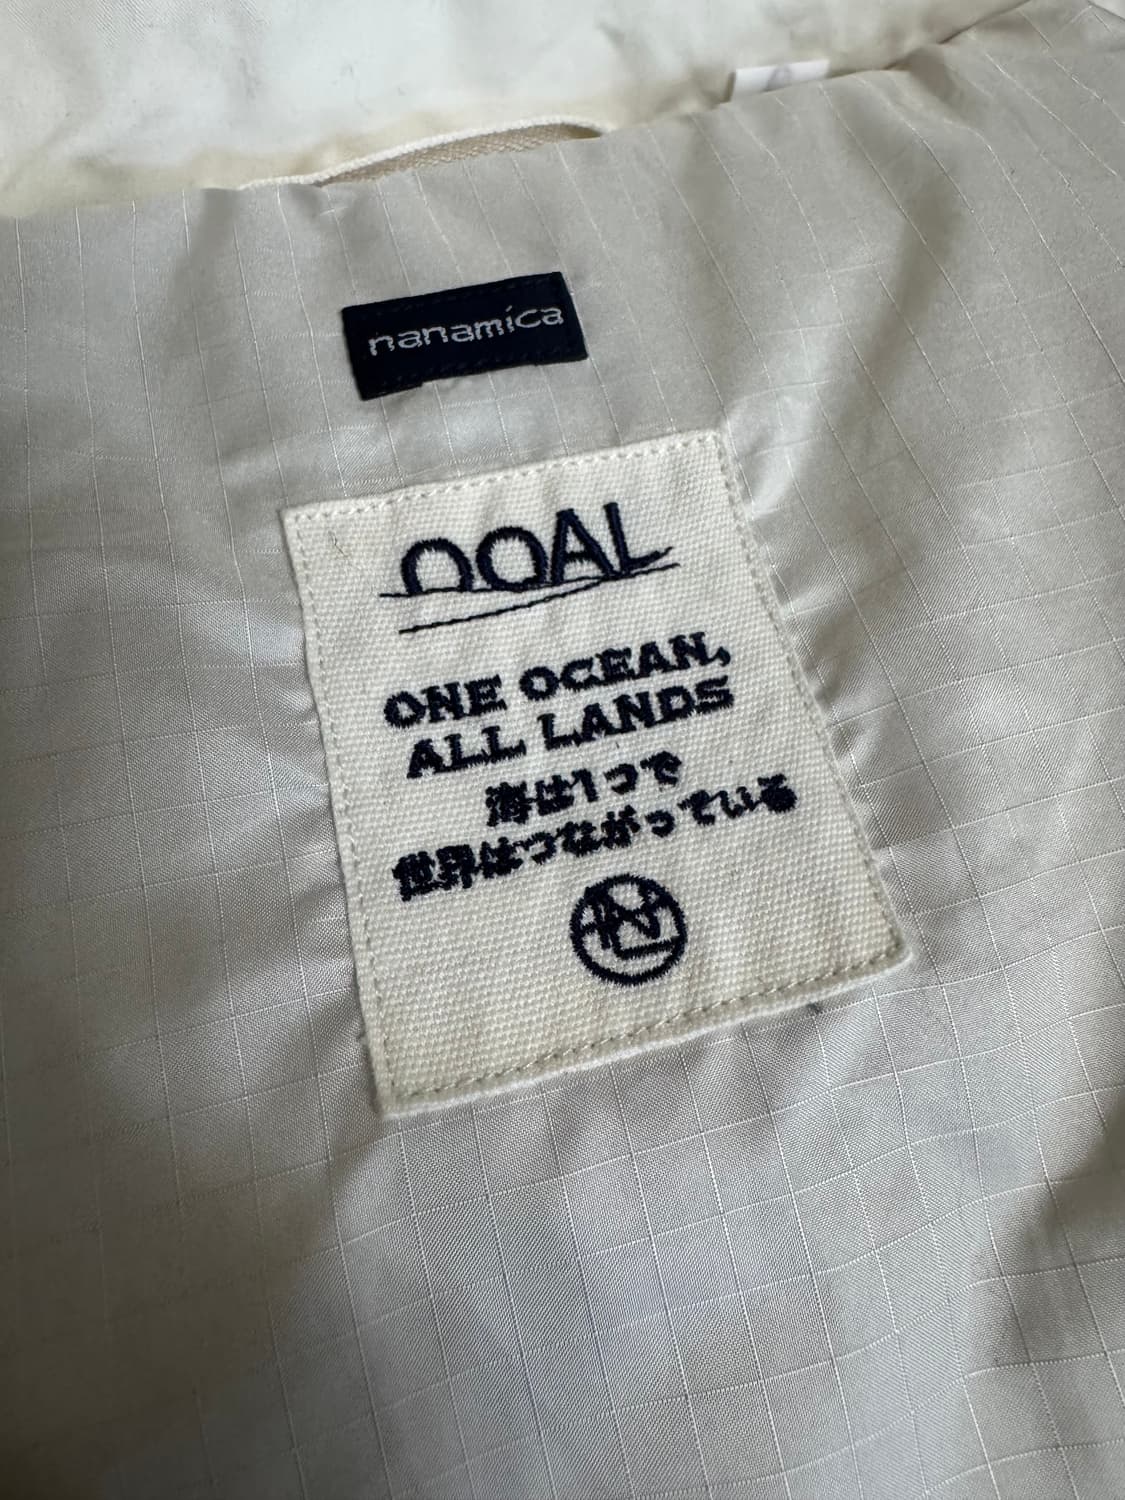 nanamica
OOAL
ONE OCEAN,
ALL LANDS
海は1つで
世界はつながっている